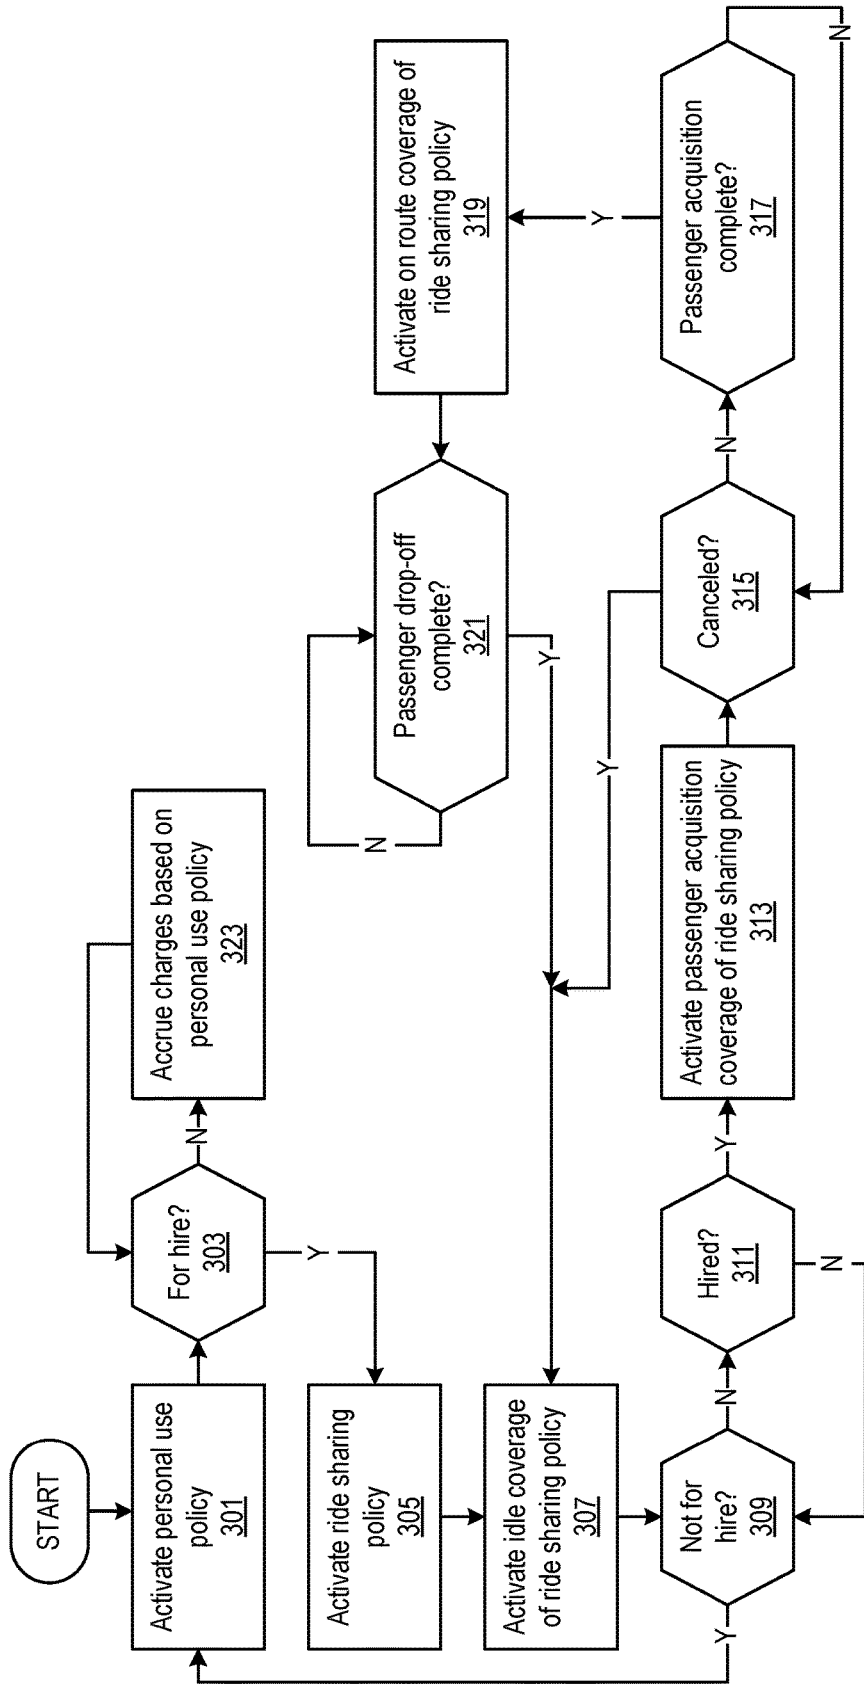 START
Activate personal use
policy
301
For hire?
303
N
Accrue charges based on
personal use policy
323
Y
Activate ride sharing
policy
305
Activate idle coverage
of ride sharing policy
307
Not for
hire?
309
Y
N
Hired?
311
N
Y
Activate passenger acquisition
coverage of ride sharing policy
313
Canceled?
315
Y
N
Passenger acquisition
complete?
317
N
Y
Activate on route coverage of
ride sharing policy
319
Passenger drop-off
complete?
321
N
Y